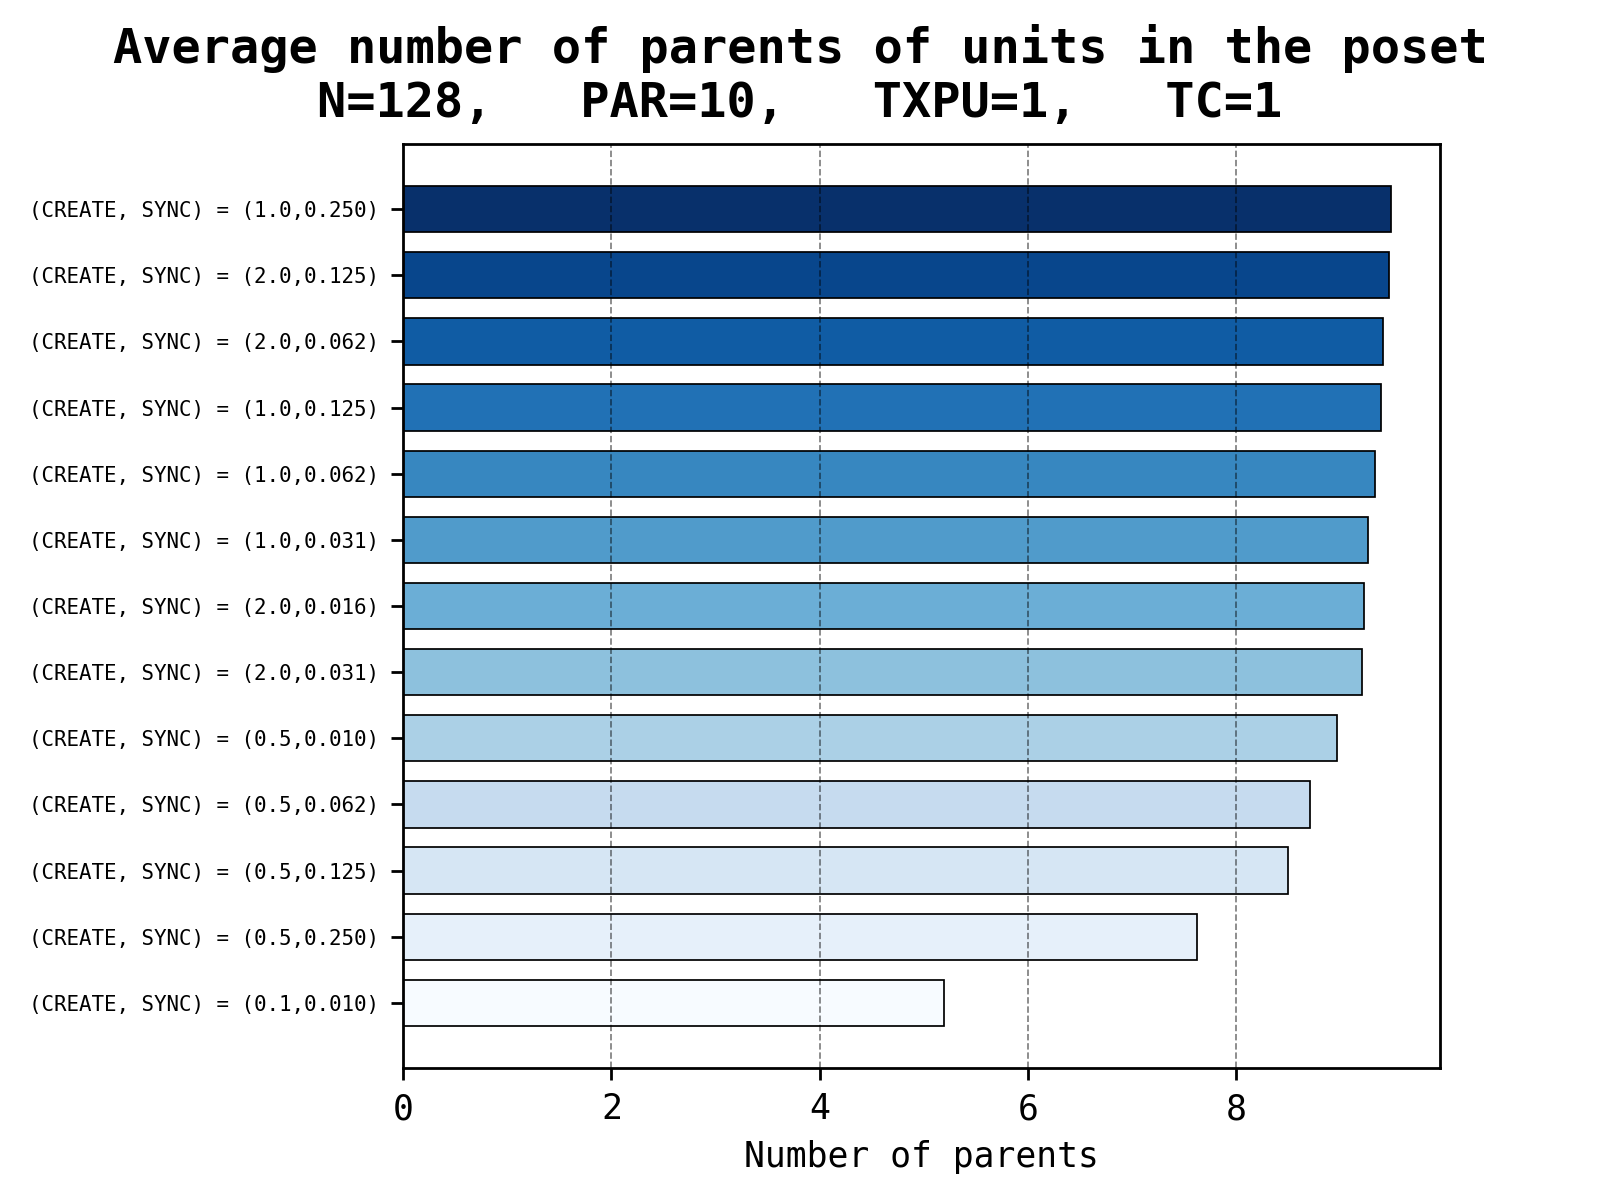 Average number of parents of units in the poset
N=128,   PAR=10,   TXPU=1,   TC=1
(CREATE, SYNC) = (1.0,0.250)
(CREATE, SYNC) = (2.0,0.125)
(CREATE, SYNC) = (2.0,0.062)
(CREATE, SYNC) = (1.0,0.125)
(CREATE, SYNC) = (1.0,0.062)
(CREATE, SYNC) = (1.0,0.031)
(CREATE, SYNC) = (2.0,0.016)
(CREATE, SYNC) = (2.0,0.031)
(CREATE, SYNC) = (0.5,0.010)
(CREATE, SYNC) = (0.5,0.062)
(CREATE, SYNC) = (0.5,0.125)
(CREATE, SYNC) = (0.5,0.250)
(CREATE, SYNC) = (0.1,0.010)
0 2 4 6 8
Number of parents